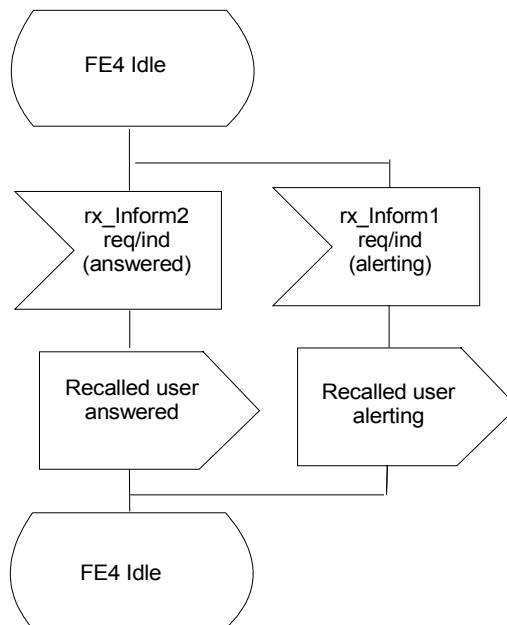 FE4 Idle
rx_Inform2
req/ind
(answered)
rx_Inform1
req/ind
(alerting)
Recalled user
answered
Recalled user
alerting
FE4 Idle